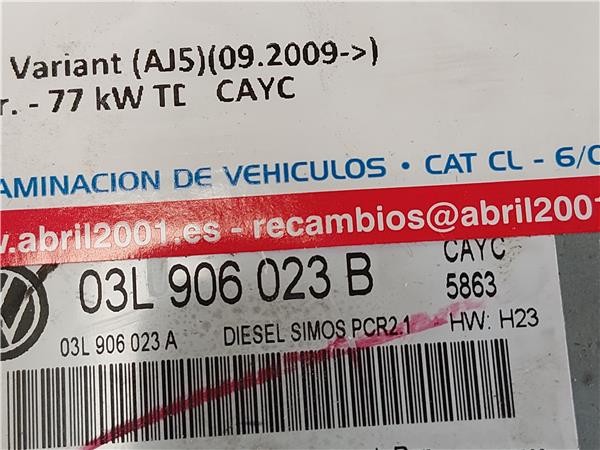 Variant (AJ5)(09.2009->)
r. - 77 kW TD CAYC
AMINACION DE VEHICULOS · CAT CL - 6/0
w.abril2001.es - recambios@abril2001
03L 906 023 B
CAYC
5863
03L 906 023 A DIESEL SIMOS PCR2.1 HW: H23